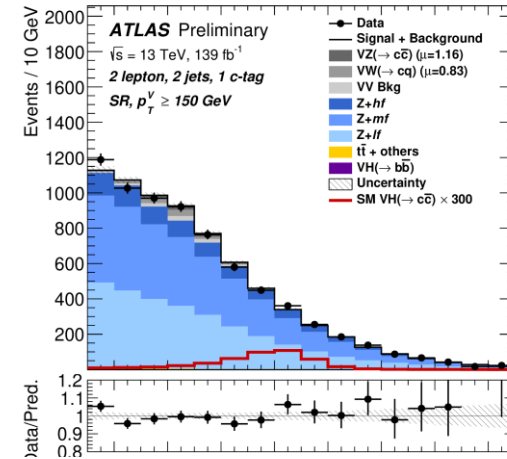 ATLAS Preliminary
√s = 13 TeV, 139 fb⁻¹
2 lepton, 2 jets, 1 c-tag
SR, p_T^V ≥ 150 GeV
Data
Signal + Background
VZ(→ cc̄) (μ=1.16)
VW(→ cq) (μ=0.83)
VV Bkg
Z+hf
Z+mf
Z+lf
tt̄ + others
VH(→ bb̄)
Uncertainty
SM VH(→ cc̄) × 300
Events / 10 GeV
2000
1800
1600
1400
1200
1000
800
600
400
200
Data/Pred.
1.2
1.1
1
0.9
0.8